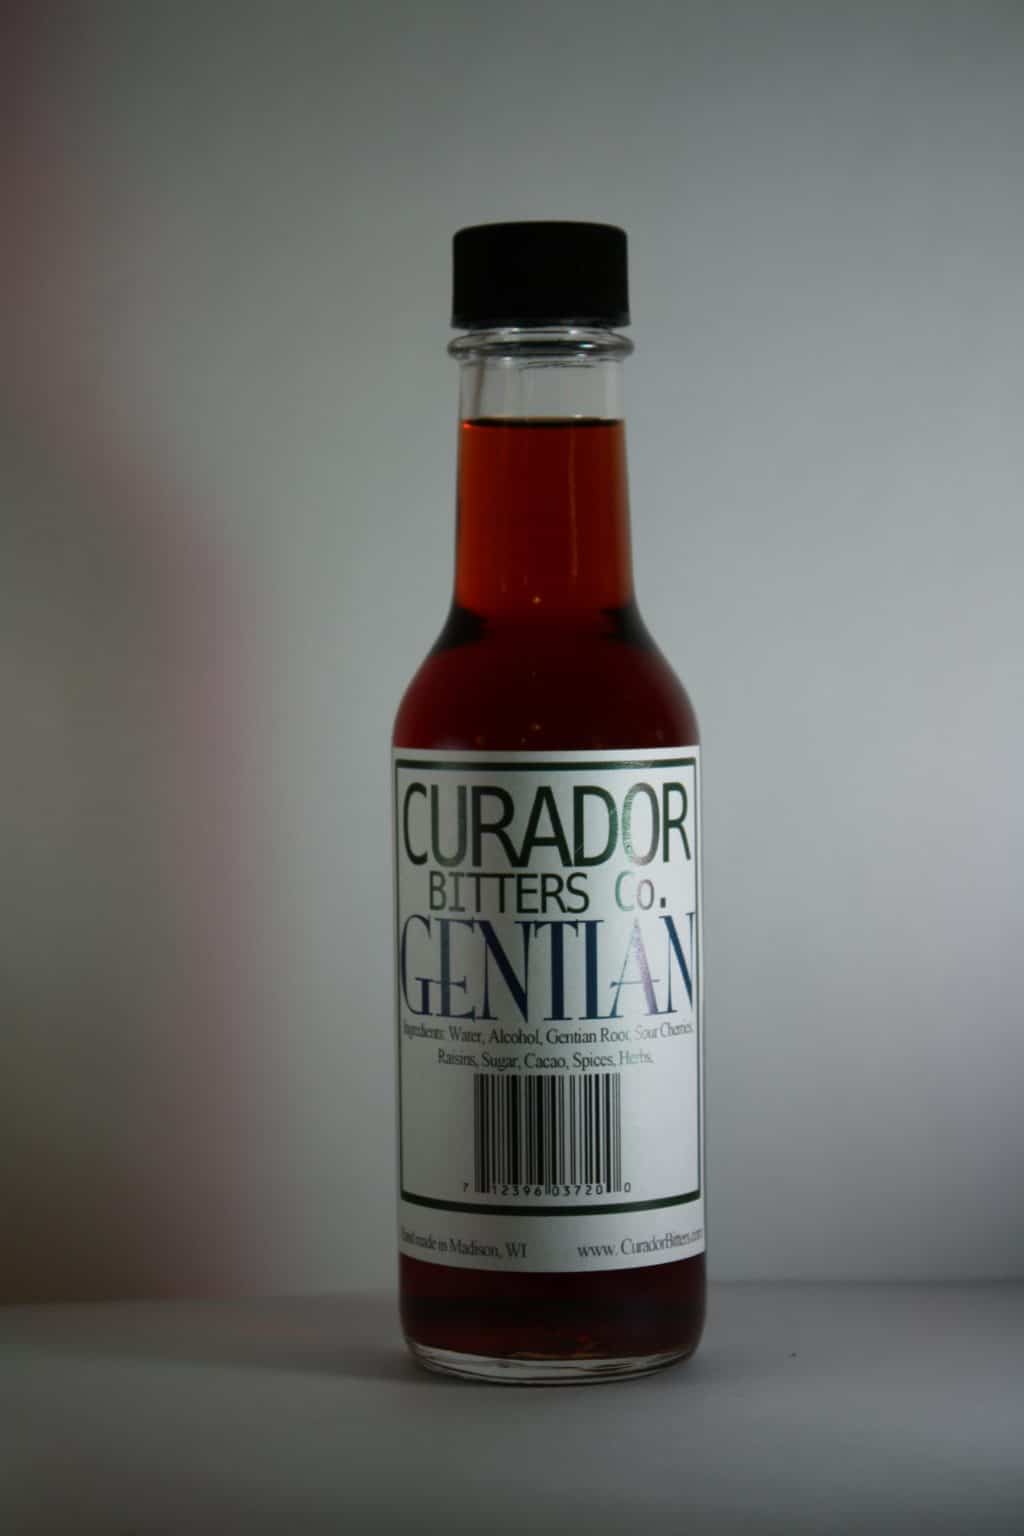 CURADOR
BITTERS Co.
GENTIAN
Ingredients: Water, Alcohol, Gentian Root, Sour Cherries,
Raisins, Sugar, Cacao, Spices, Herbs.
7 12396 03720 0
Hand made in Madison, WI www. CuradorBitters.com